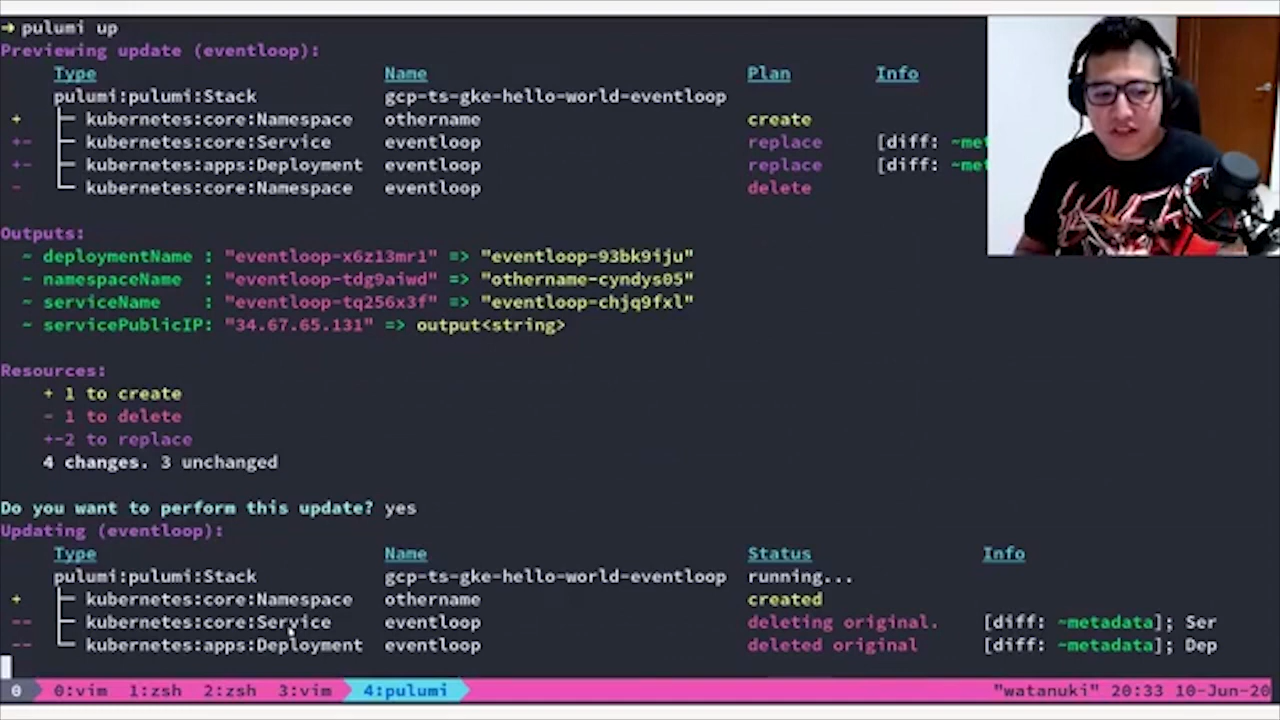 ➜ pulumi up
Previewing update (eventloop):
Type Name Plan Info
pulumi:pulumi:Stack gcp-ts-gke-hello-world-eventloop
+ ├─ kubernetes:core:Namespace othername create
+- ├─ kubernetes:core:Service eventloop replace [diff: ~met
+- ├─ kubernetes:apps:Deployment eventloop replace [diff: ~met
- └─ kubernetes:core:Namespace eventloop delete
Outputs:
~ deploymentName : "eventloop-x6z13mr1" => "eventloop-93bk9iju"
~ namespaceName : "eventloop-tdg9aiwd" => "othername-cyndys05"
~ serviceName : "eventloop-tq256x3f" => "eventloop-chjq9fxl"
~ servicePublicIP: "34.67.65.131" => output<string>
Resources:
+ 1 to create
- 1 to delete
+-2 to replace
4 changes. 3 unchanged
Do you want to perform this update? yes
Updating (eventloop):
Type Name Status Info
pulumi:pulumi:Stack gcp-ts-gke-hello-world-eventloop running...
+ ├─ kubernetes:core:Namespace othername created
-- ├─ kubernetes:core:Service eventloop deleting original. [diff: ~metadata]; Ser
-- └─ kubernetes:apps:Deployment eventloop deleted original [diff: ~metadata]; Dep
0 0:vim 1:zsh 2:zsh 3:vim 4:pulumi "watanuki" 20:33 10-Jun-20